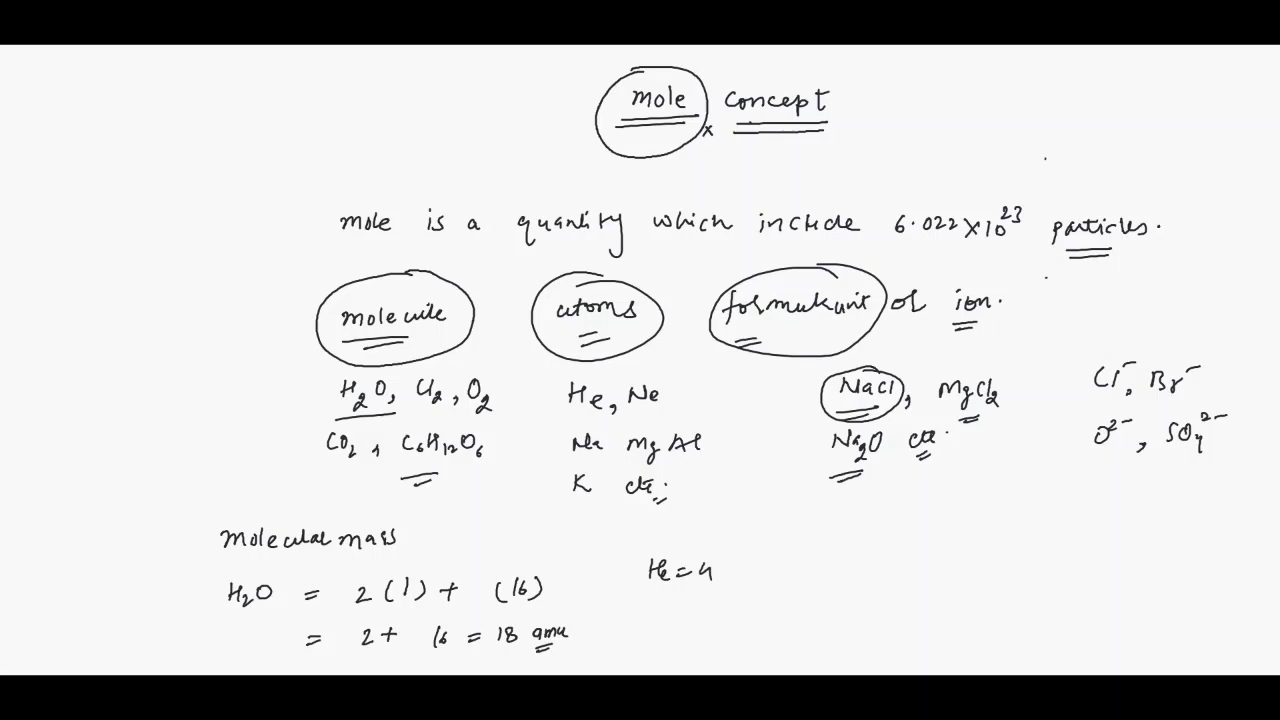 mole concept
mole is a quantity which include 6.022×10²³ particles.
molecule atoms formula unit of ion.
H₂O, Cl₂, O₂ He, Ne NaCl, MgCl₂ Cl⁻, Br⁻
CO₂, C₆H₁₂O₆ Na Mg Al Na₂O etc. O²⁻, SO₄²⁻
K etc.
Molecular mass
He = 4
H₂O = 2(1) + (16)
= 2 + 16 = 18 amu